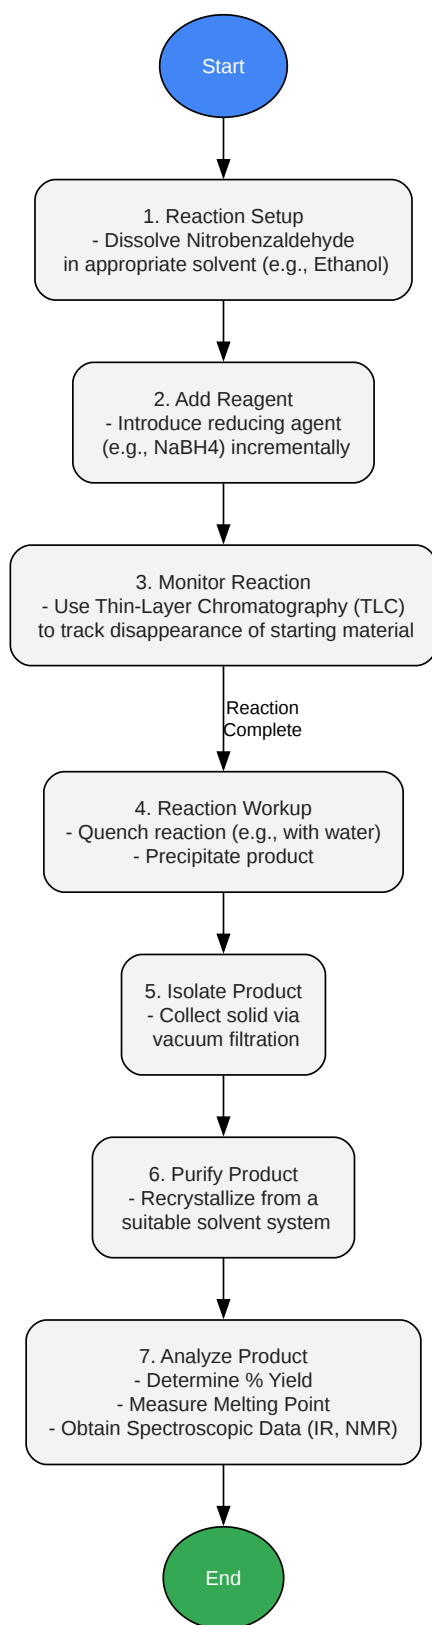 Start
1. Reaction Setup
- Dissolve Nitrobenzaldehyde
in appropriate solvent (e.g., Ethanol)
2. Add Reagent
- Introduce reducing agent
(e.g., NaBH4) incrementally
3. Monitor Reaction
- Use Thin-Layer Chromatography (TLC)
to track disappearance of starting material
Reaction
Complete
4. Reaction Workup
- Quench reaction (e.g., with water)
- Precipitate product
5. Isolate Product
- Collect solid via
vacuum filtration
6. Purify Product
- Recrystallize from a
suitable solvent system
7. Analyze Product
- Determine % Yield
- Measure Melting Point
- Obtain Spectroscopic Data (IR, NMR)
End